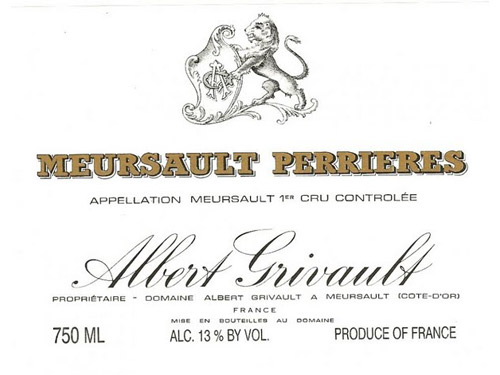 MEURSAULT PERRIERES
APPELLATION MEURSAULT 1ER CRU CONTROLÉE
Albert Grivault
PROPRIÉTAIRE - DOMAINE ALBERT GRIVAULT A MEURSAULT (COTE-D'OR)
FRANCE
MISE EN BOUTEILLES AU DOMAINE
750 ML ALC. 13 % BY VOL. PRODUCE OF FRANCE